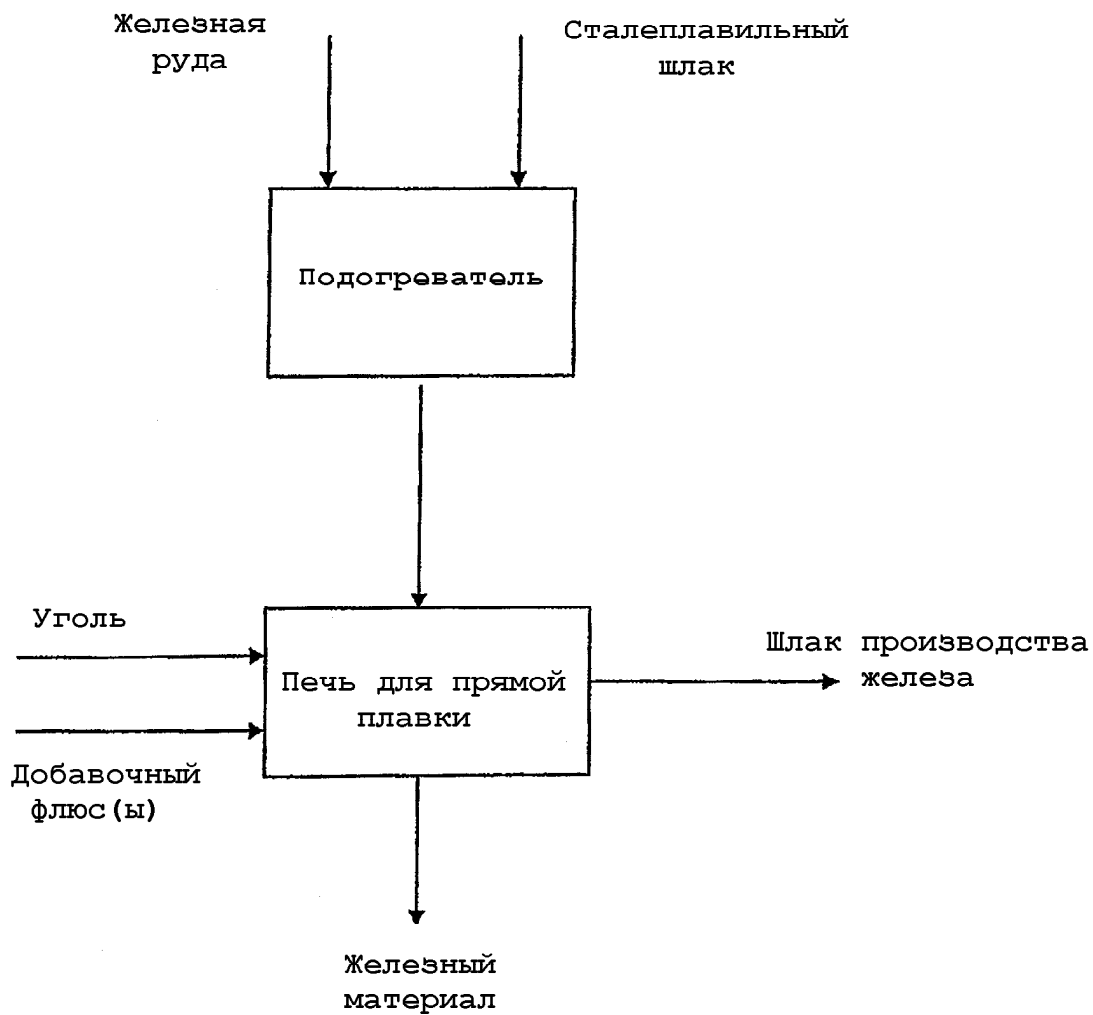 Железная
руда
Сталеплавильный
шлак
Подогреватель
Уголь
Печь для прямой
плавки
Шлак производства
железа
Добавочный
флюс(ы)
Железный
материал